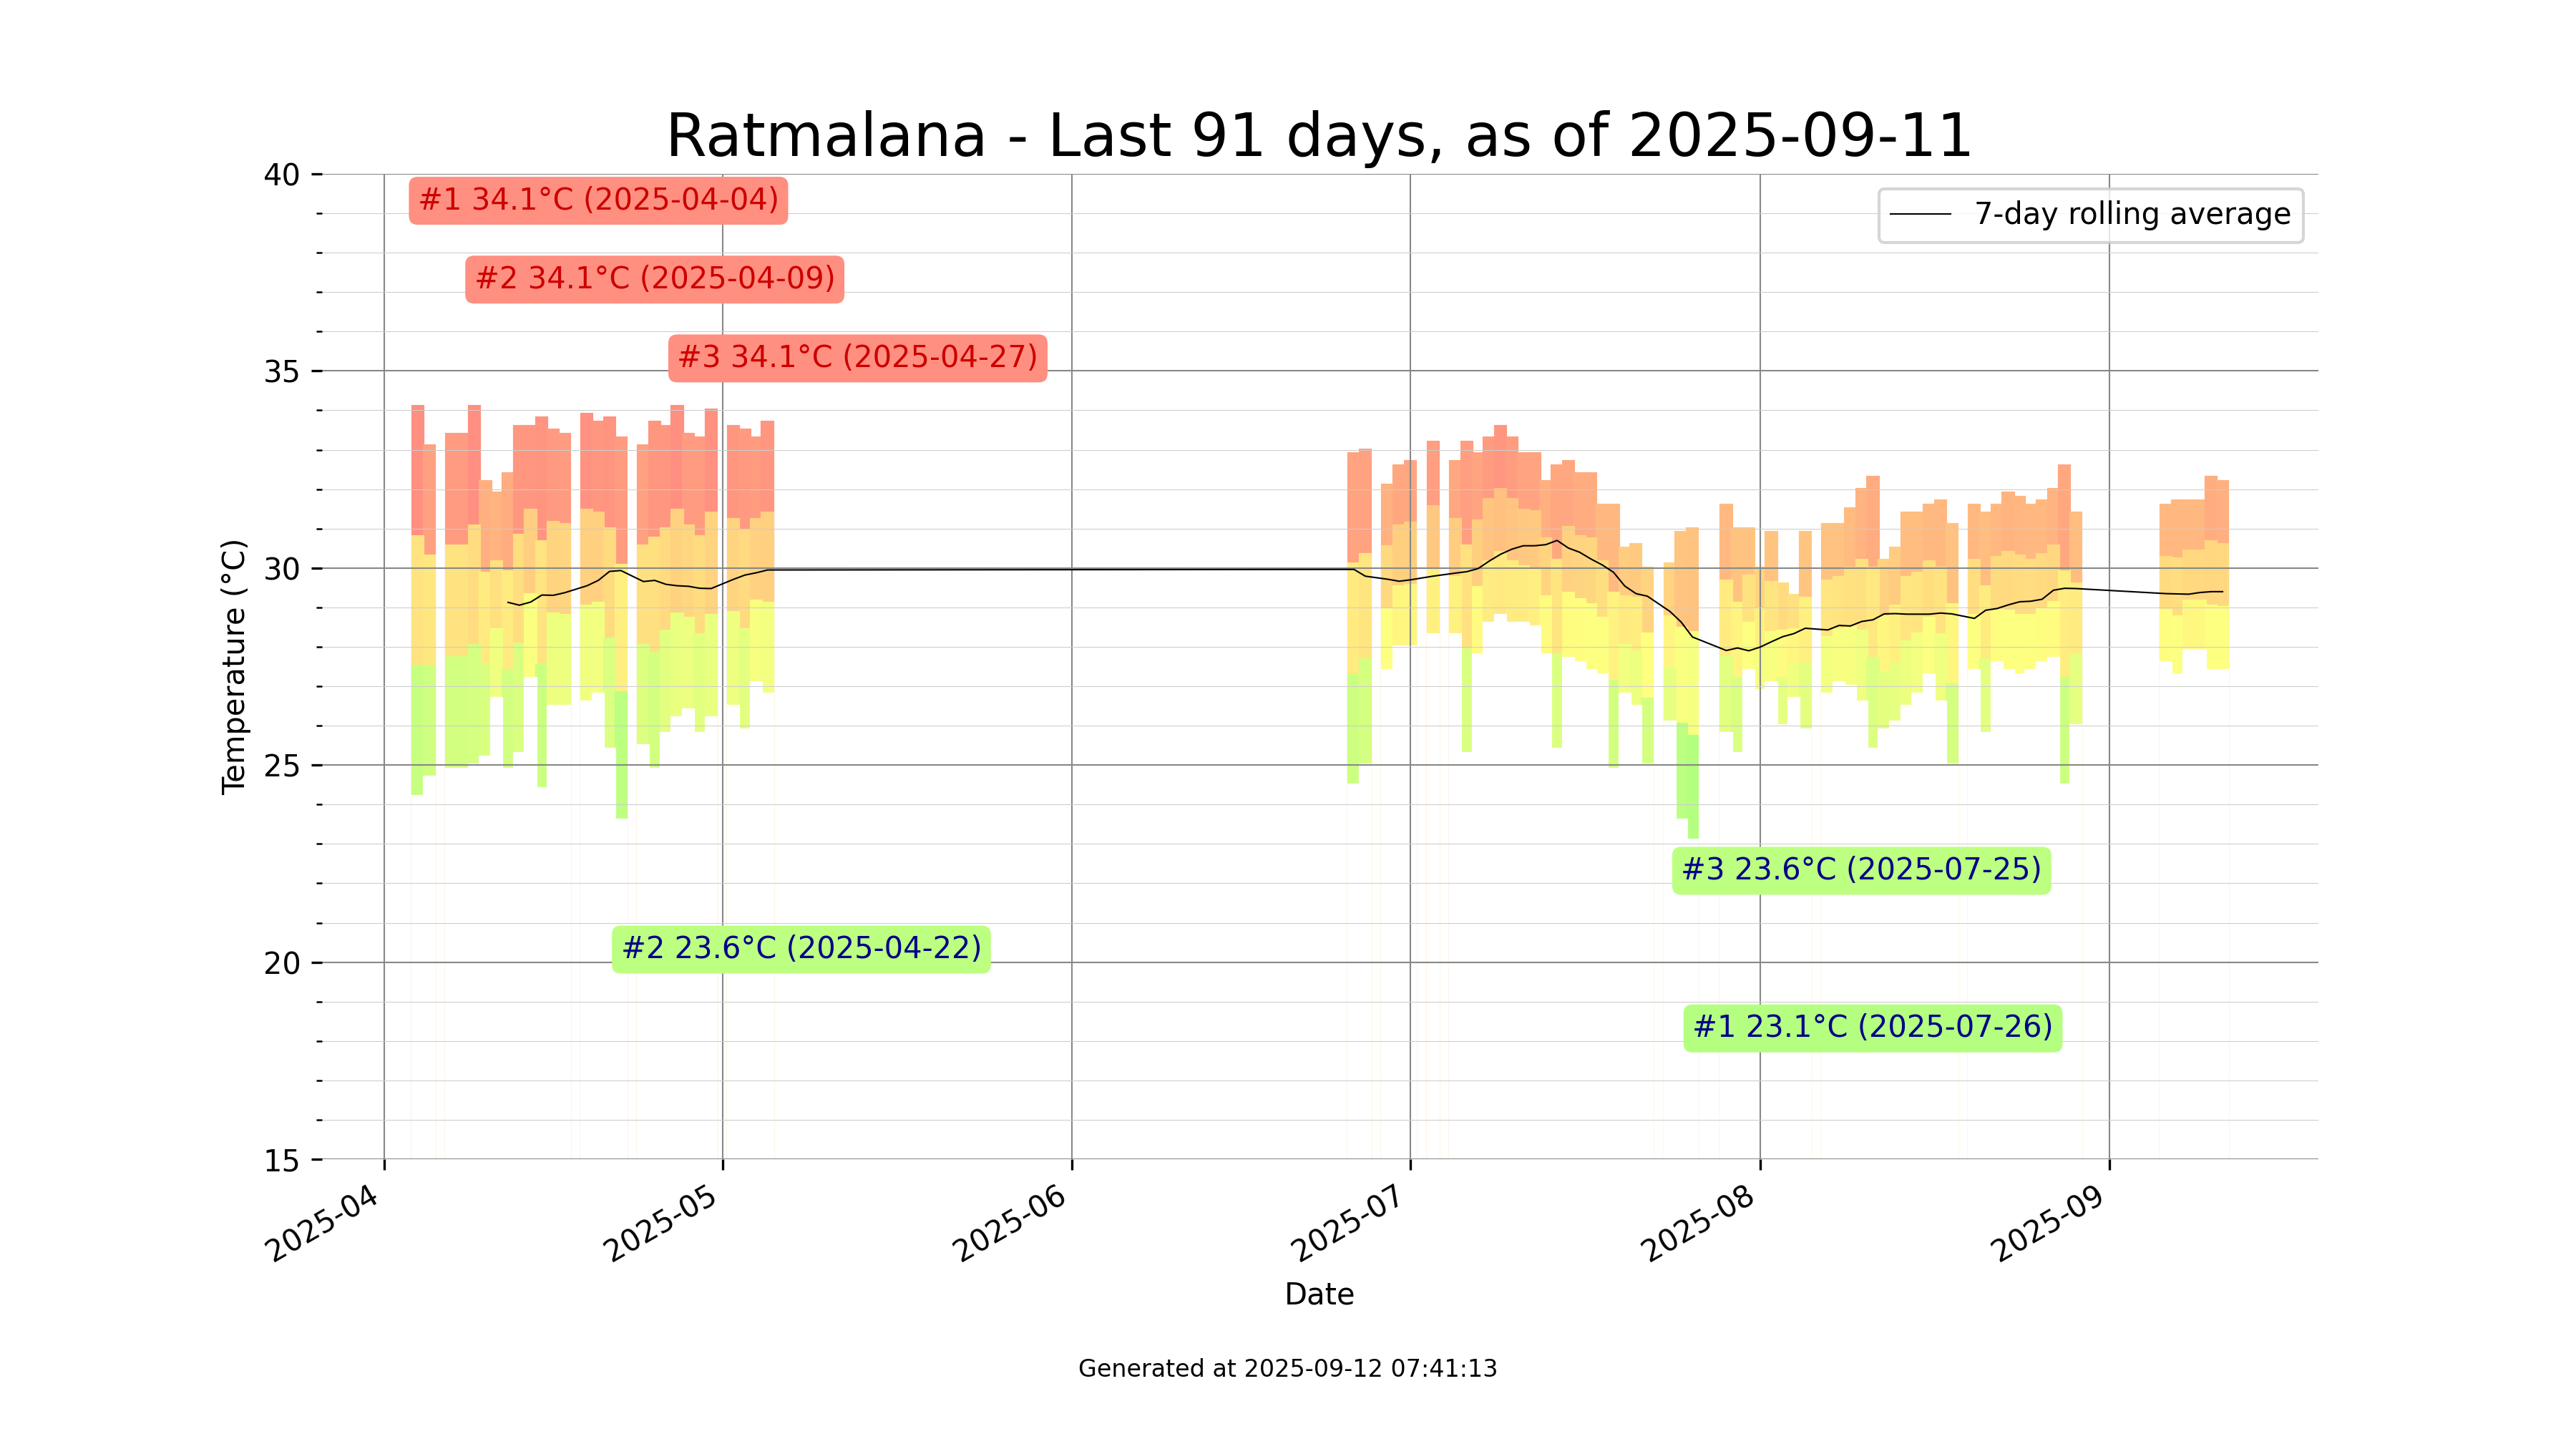 Ratmalana - Last 91 days, as of 2025-09-11
40
35
30
25
20
15
Temperature (°C)
#1 34.1°C (2025-04-04)
#2 34.1°C (2025-04-09)
#3 34.1°C (2025-04-27)
7-day rolling average
#3 23.6°C (2025-07-25)
#2 23.6°C (2025-04-22)
#1 23.1°C (2025-07-26)
2025-04
2025-05
2025-06
2025-07
2025-08
2025-09
Date
Generated at 2025-09-12 07:41:13